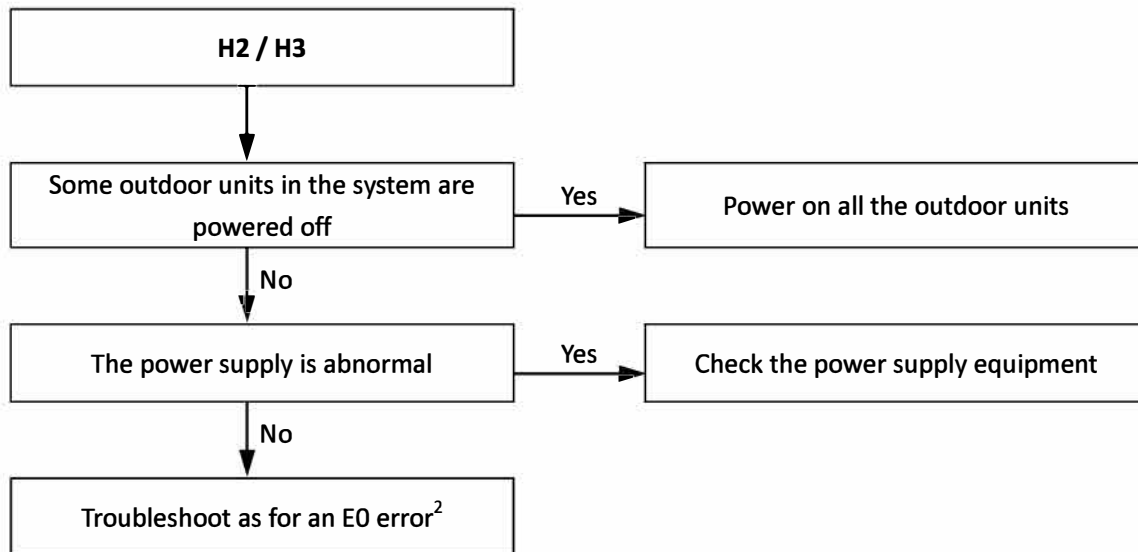 H2 / H3
Some outdoor units in the system are
powered off
Yes
Power on all the outdoor units
No
The power supply is abnormal
Yes
Check the power supply equipment
No
Troubleshoot as for an E0 error²